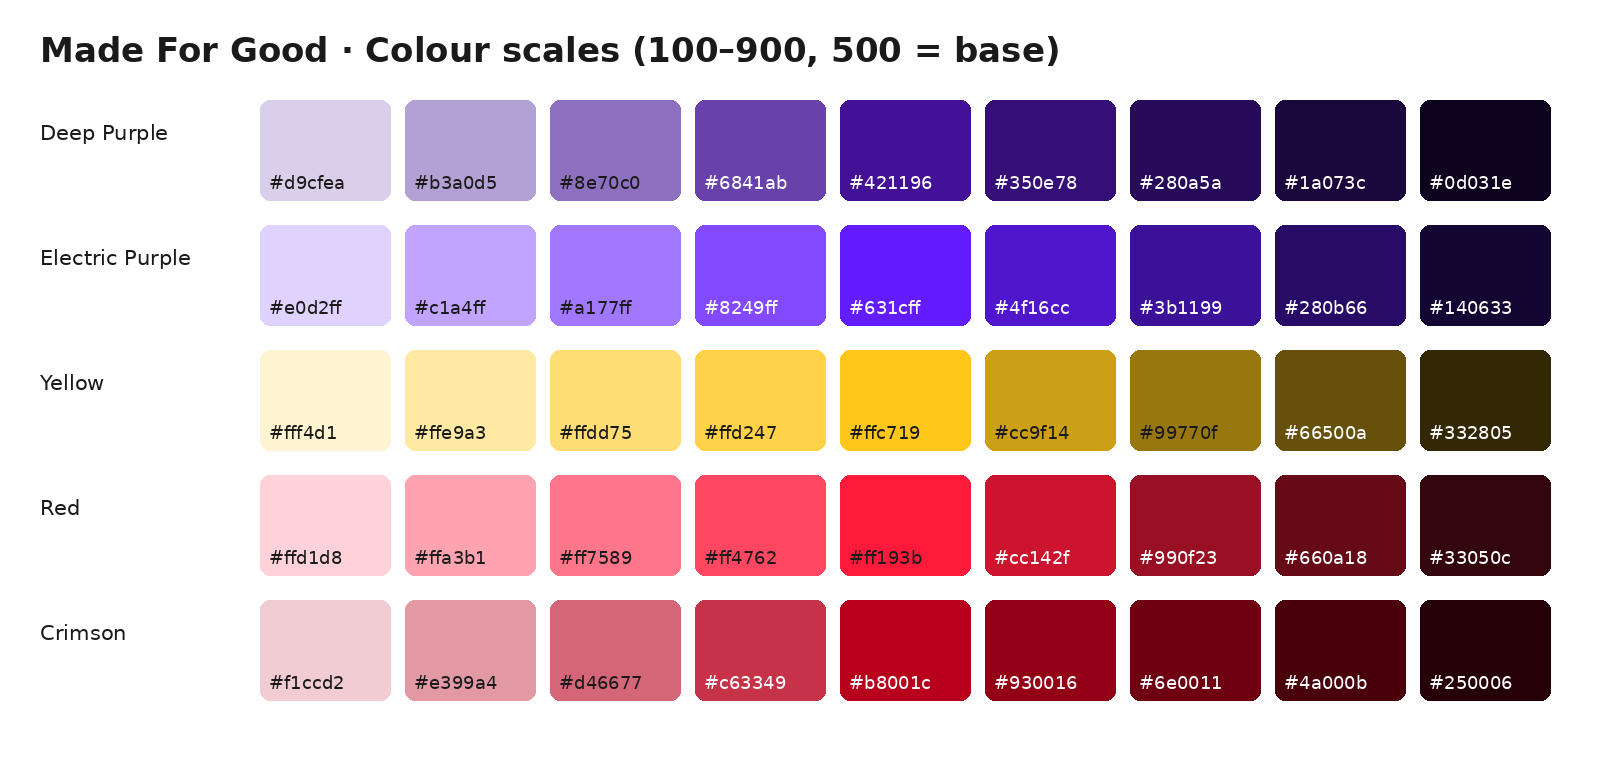 Made For Good · Colour scales (100–900, 500 = base)
Deep Purple
#d9cfea #b3a0d5 #8e70c0 #6841ab #421196 #350e78 #280a5a #1a073c #0d031e
Electric Purple
#e0d2ff #c1a4ff #a177ff #8249ff #631cff #4f16cc #3b1199 #280b66 #140633
Yellow
#fff4d1 #ffe9a3 #ffdd75 #ffd247 #ffc719 #cc9f14 #99770f #66500a #332805
Red
#ffd1d8 #ffa3b1 #ff7589 #ff4762 #ff193b #cc142f #990f23 #660a18 #33050c
Crimson
#f1ccd2 #e399a4 #d46677 #c63349 #b8001c #930016 #6e0011 #4a000b #250006